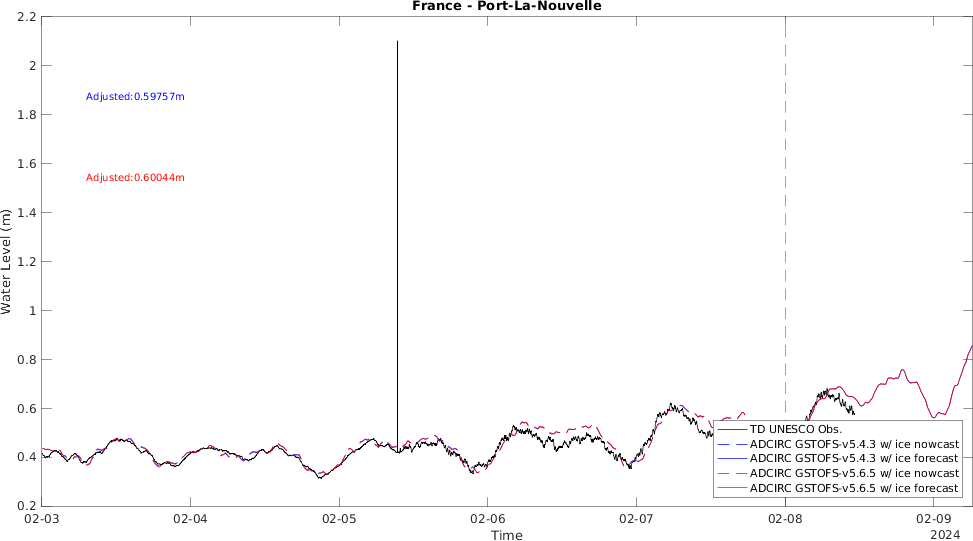 France - Port-La-Nouvelle
2.2
2
1.8
1.6
1.4
1.2
1
0.8
0.6
0.4
0.2
Water Level (m)
Adjusted:0.59757m
Adjusted:0.60044m
TD UNESCO Obs.
ADCIRC GSTOFS-v5.4.3 w/ ice nowcast
ADCIRC GSTOFS-v5.4.3 w/ ice forecast
ADCIRC GSTOFS-v5.6.5 w/ ice nowcast
ADCIRC GSTOFS-v5.6.5 w/ ice forecast
02-03 02-04 02-05 02-06 02-07 02-08 02-09
Time
2024